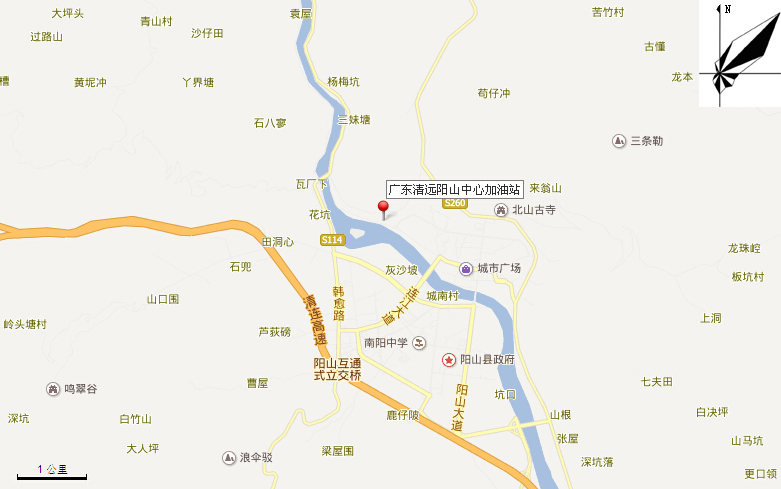 大坪头
青山村
袁屋
苦竹村
N
过路山
沙仔田
古懂
槽
黄坭冲
丫界塘
杨梅坑
苟仔冲
龙本
石八寥
三妹塘
三条勒
瓦厂下
广东清远阳山中心加油站
来翁山
S260
花坑
北山古寺
田洞心
S114
龙珠崆
石兜
灰沙坡
城市广场
板坑村
山口围
韩愈路
连江大道
城南村
清连高速
岭头塘村
芦荻磅
上洞
南阳中学
阳山县政府
阳山互通
式立交桥
鸣翠谷
曹屋
七夫田
阳山大道
坑口
深坑
白竹山
鹿仔陂
山根
白决坪
大人坪
梁屋围
张屋
山马坑
浪伞驳
深坑落
1 公里
更口领